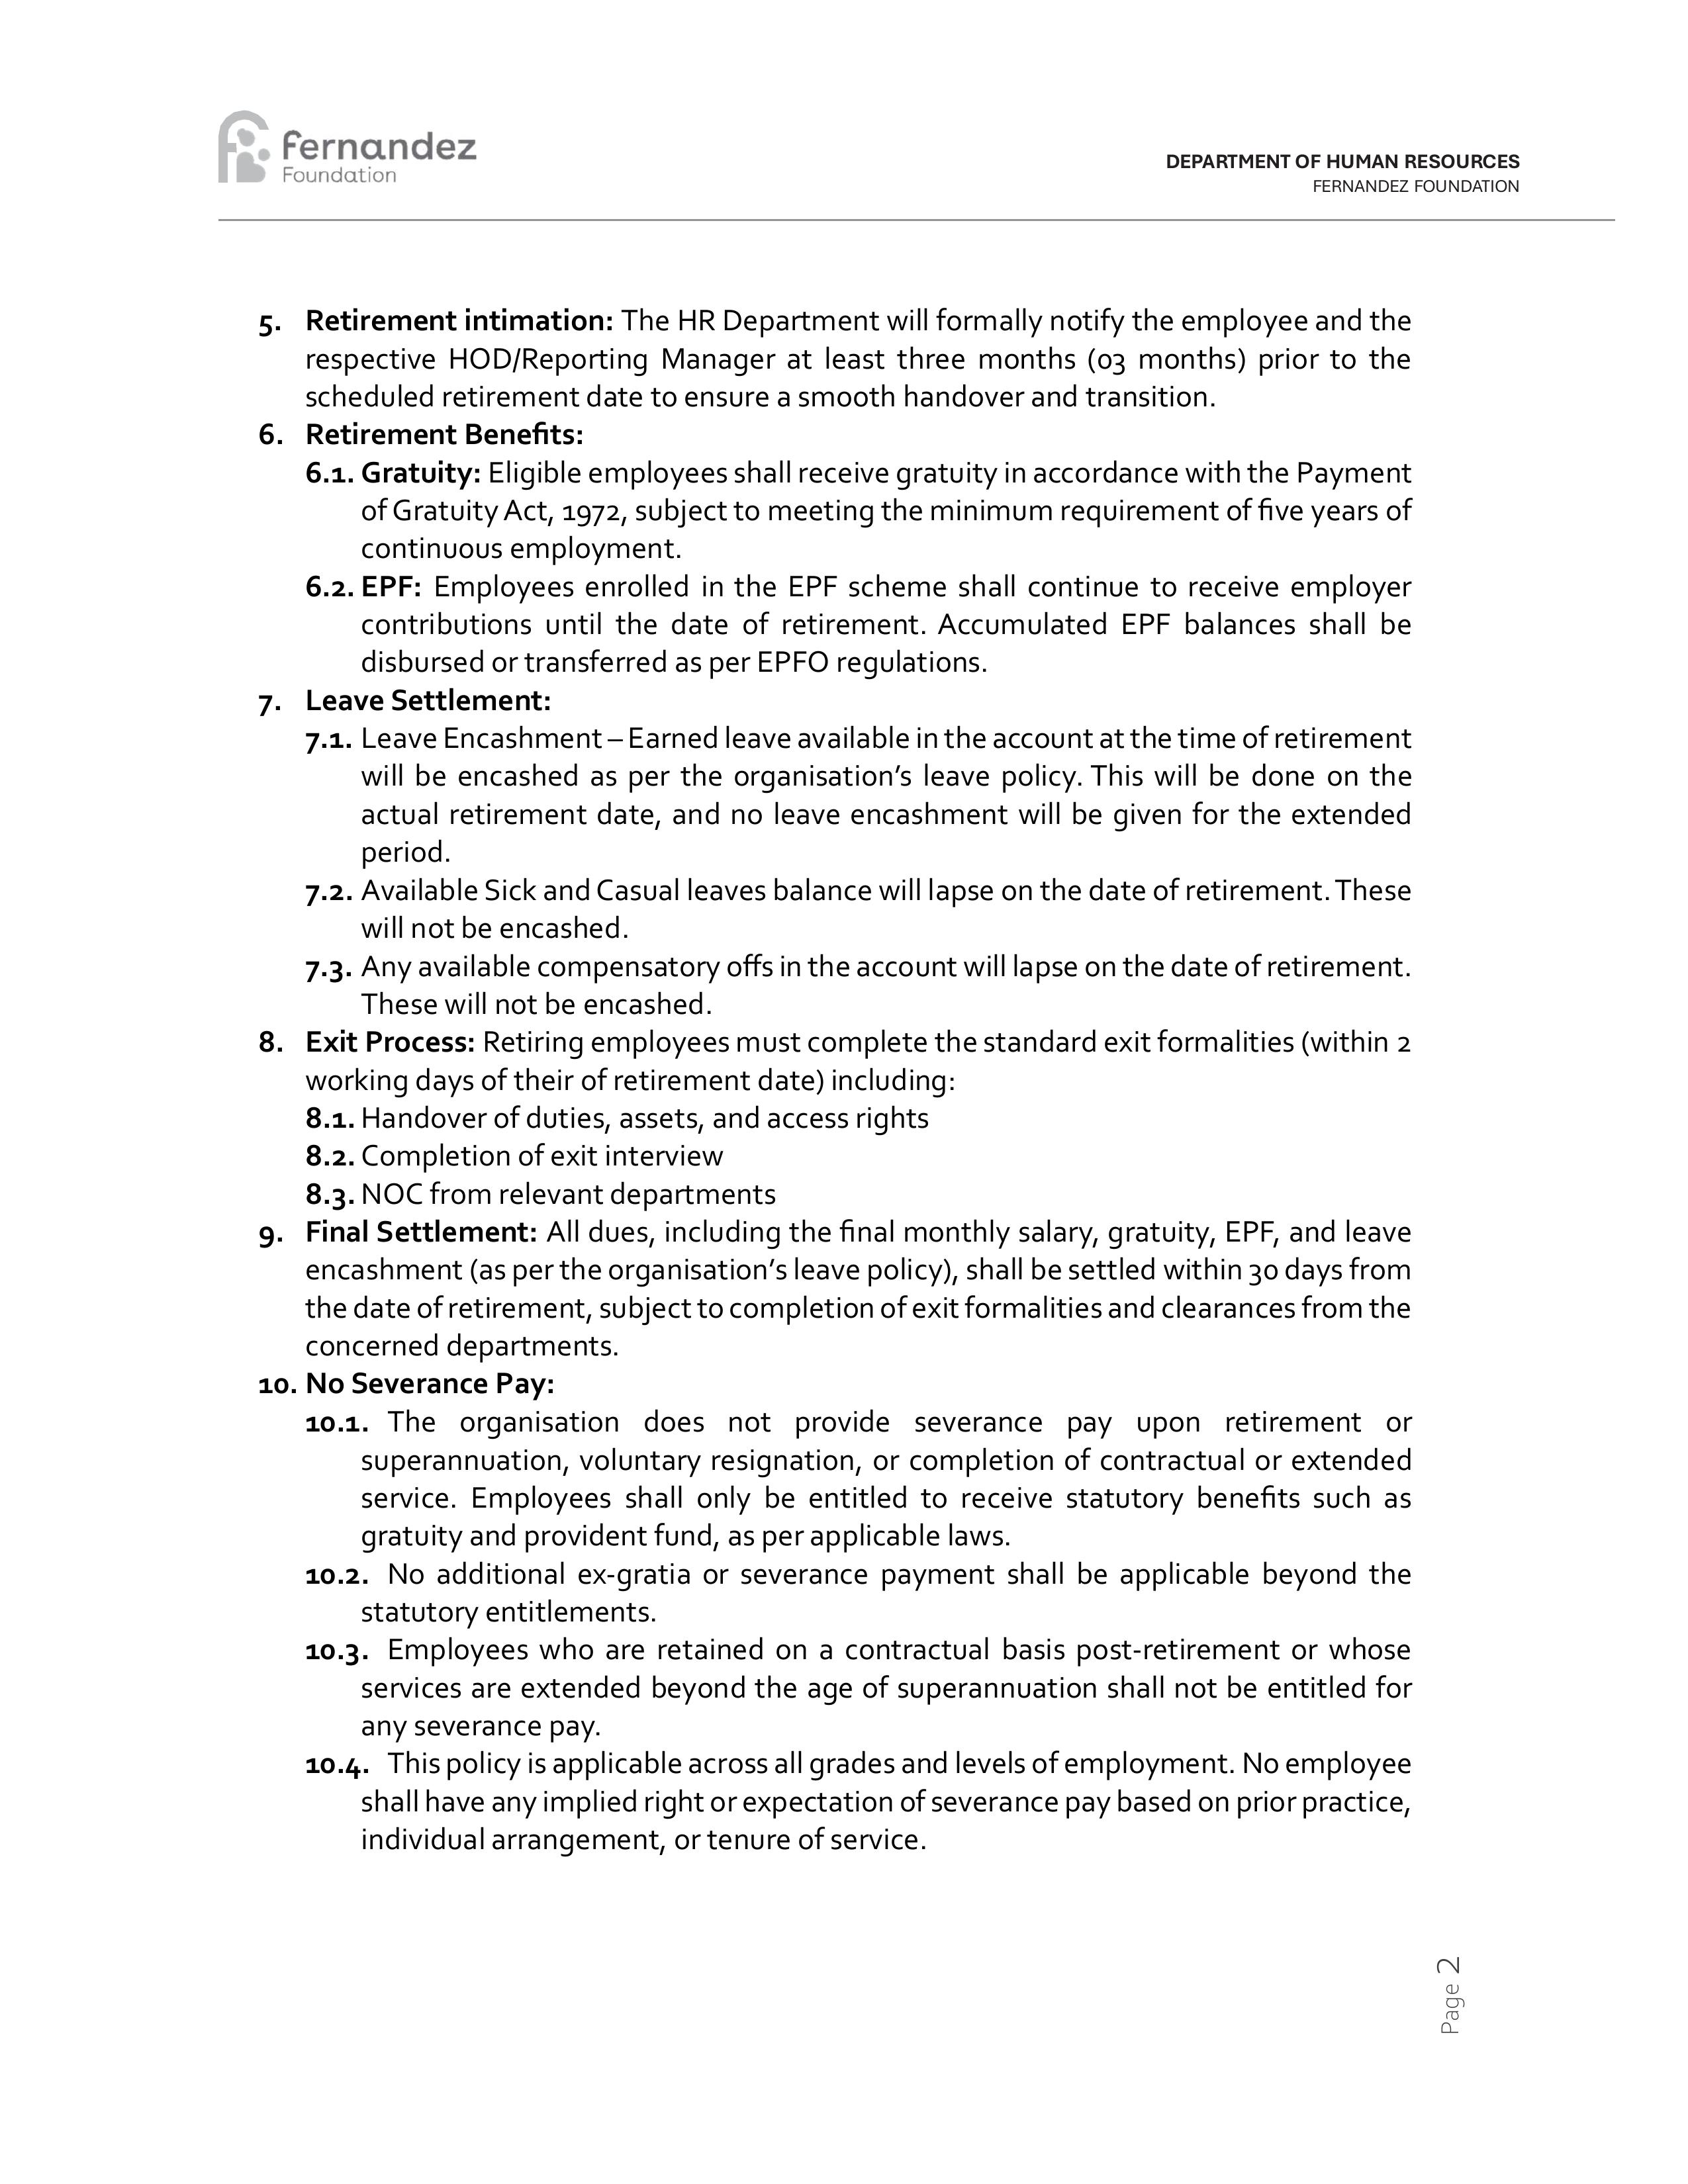 fernandez
Foundation
DEPARTMENT OF HUMAN RESOURCES
FERNANDEZ FOUNDATION
5. Retirement intimation: The HR Department will formally notify the employee and the
respective HOD/Reporting Manager at least three months (03 months) prior to the
scheduled retirement date to ensure a smooth handover and transition.
6. Retirement Benefits:
6.1. Gratuity: Eligible employees shall receive gratuity in accordance with the Payment
of Gratuity Act, 1972, subject to meeting the minimum requirement of five years of
continuous employment.
6.2. EPF: Employees enrolled in the EPF scheme shall continue to receive employer
contributions until the date of retirement. Accumulated EPF balances shall be
disbursed or transferred as per EPFO regulations.
7. Leave Settlement:
7.1. Leave Encashment – Earned leave available in the account at the time of retirement
will be encashed as per the organisation’s leave policy. This will be done on the
actual retirement date, and no leave encashment will be given for the extended
period.
7.2. Available Sick and Casual leaves balance will lapse on the date of retirement. These
will not be encashed.
7.3. Any available compensatory offs in the account will lapse on the date of retirement.
These will not be encashed.
8. Exit Process: Retiring employees must complete the standard exit formalities (within 2
working days of their of retirement date) including:
8.1. Handover of duties, assets, and access rights
8.2. Completion of exit interview
8.3. NOC from relevant departments
9. Final Settlement: All dues, including the final monthly salary, gratuity, EPF, and leave
encashment (as per the organisation’s leave policy), shall be settled within 30 days from
the date of retirement, subject to completion of exit formalities and clearances from the
concerned departments.
10. No Severance Pay:
10.1. The organisation does not provide severance pay upon retirement or
superannuation, voluntary resignation, or completion of contractual or extended
service. Employees shall only be entitled to receive statutory benefits such as
gratuity and provident fund, as per applicable laws.
10.2. No additional ex-gratia or severance payment shall be applicable beyond the
statutory entitlements.
10.3. Employees who are retained on a contractual basis post-retirement or whose
services are extended beyond the age of superannuation shall not be entitled for
any severance pay.
10.4. This policy is applicable across all grades and levels of employment. No employee
shall have any implied right or expectation of severance pay based on prior practice,
individual arrangement, or tenure of service.
Page 2